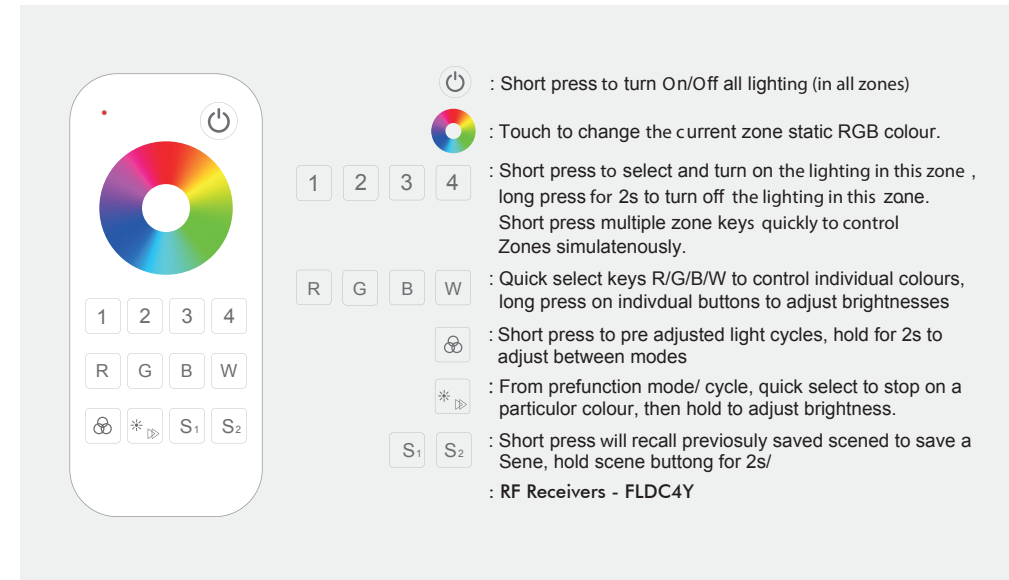 1 2 3 4
R G B W
S1 S2
: Short press to turn On/Off all lighting (in all zones)
: Touch to change the current zone static RGB colour.
1 2 3 4 : Short press to select and turn on the lighting in this zone ,
long press for 2s to turn off the lighting in this zone.
Short press multiple zone keys quickly to control
Zones simulatenously.
R G B W : Quick select keys R/G/B/W to control individual colours,
long press on indivdual buttons to adjust brightnesses
: Short press to pre adjusted light cycles, hold for 2s to
adjust between modes
: From prefunction mode/ cycle, quick select to stop on a
particulor colour, then hold to adjust brightness.
S1 S2 : Short press will recall previosuly saved scened to save a
Sene, hold scene buttong for 2s/
: RF Receivers - FLDC4Y